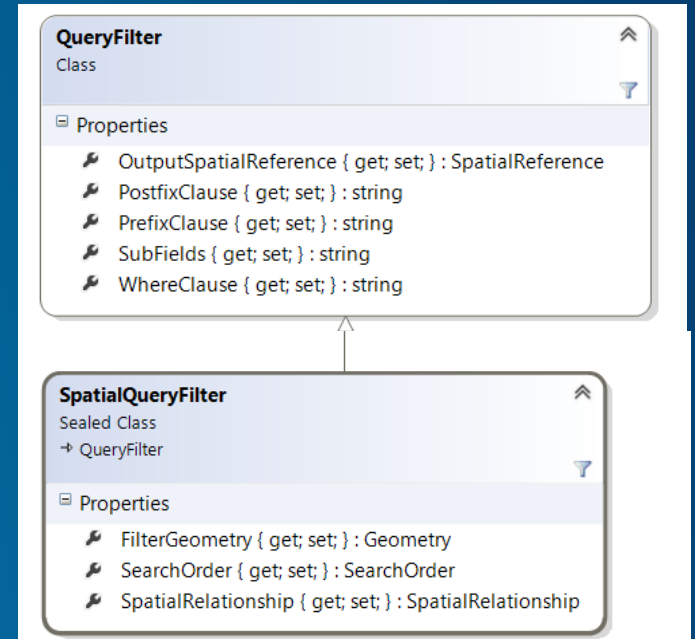 QueryFilter
Class
Properties
OutputSpatialReference { get; set; } : SpatialReference
PostfixClause { get; set; } : string
PrefixClause { get; set; } : string
SubFields { get; set; } : string
WhereClause { get; set; } : string
SpatialQueryFilter
Sealed Class
QueryFilter
Properties
FilterGeometry { get; set; } : Geometry
SearchOrder { get; set; } : SearchOrder
SpatialRelationship { get; set; } : SpatialRelationship